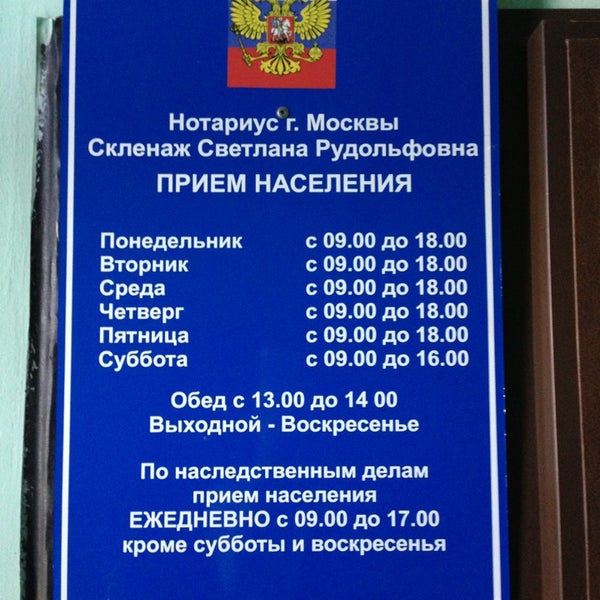 Нотариус г. Москвы
Скленаж Светлана Рудольфовна
ПРИЕМ НАСЕЛЕНИЯ
Понедельник с 09.00 до 18.00
Вторник с 09.00 до 18.00
Среда с 09.00 до 18.00
Четверг с 09.00 до 18.00
Пятница с 09.00 до 18.00
Суббота с 09.00 до 16.00
Обед с 13.00 до 14 00
Выходной - Воскресенье
По наследственным делам
прием населения
ЕЖЕДНЕВНО с 09.00 до 17.00
кроме субботы и воскресенья